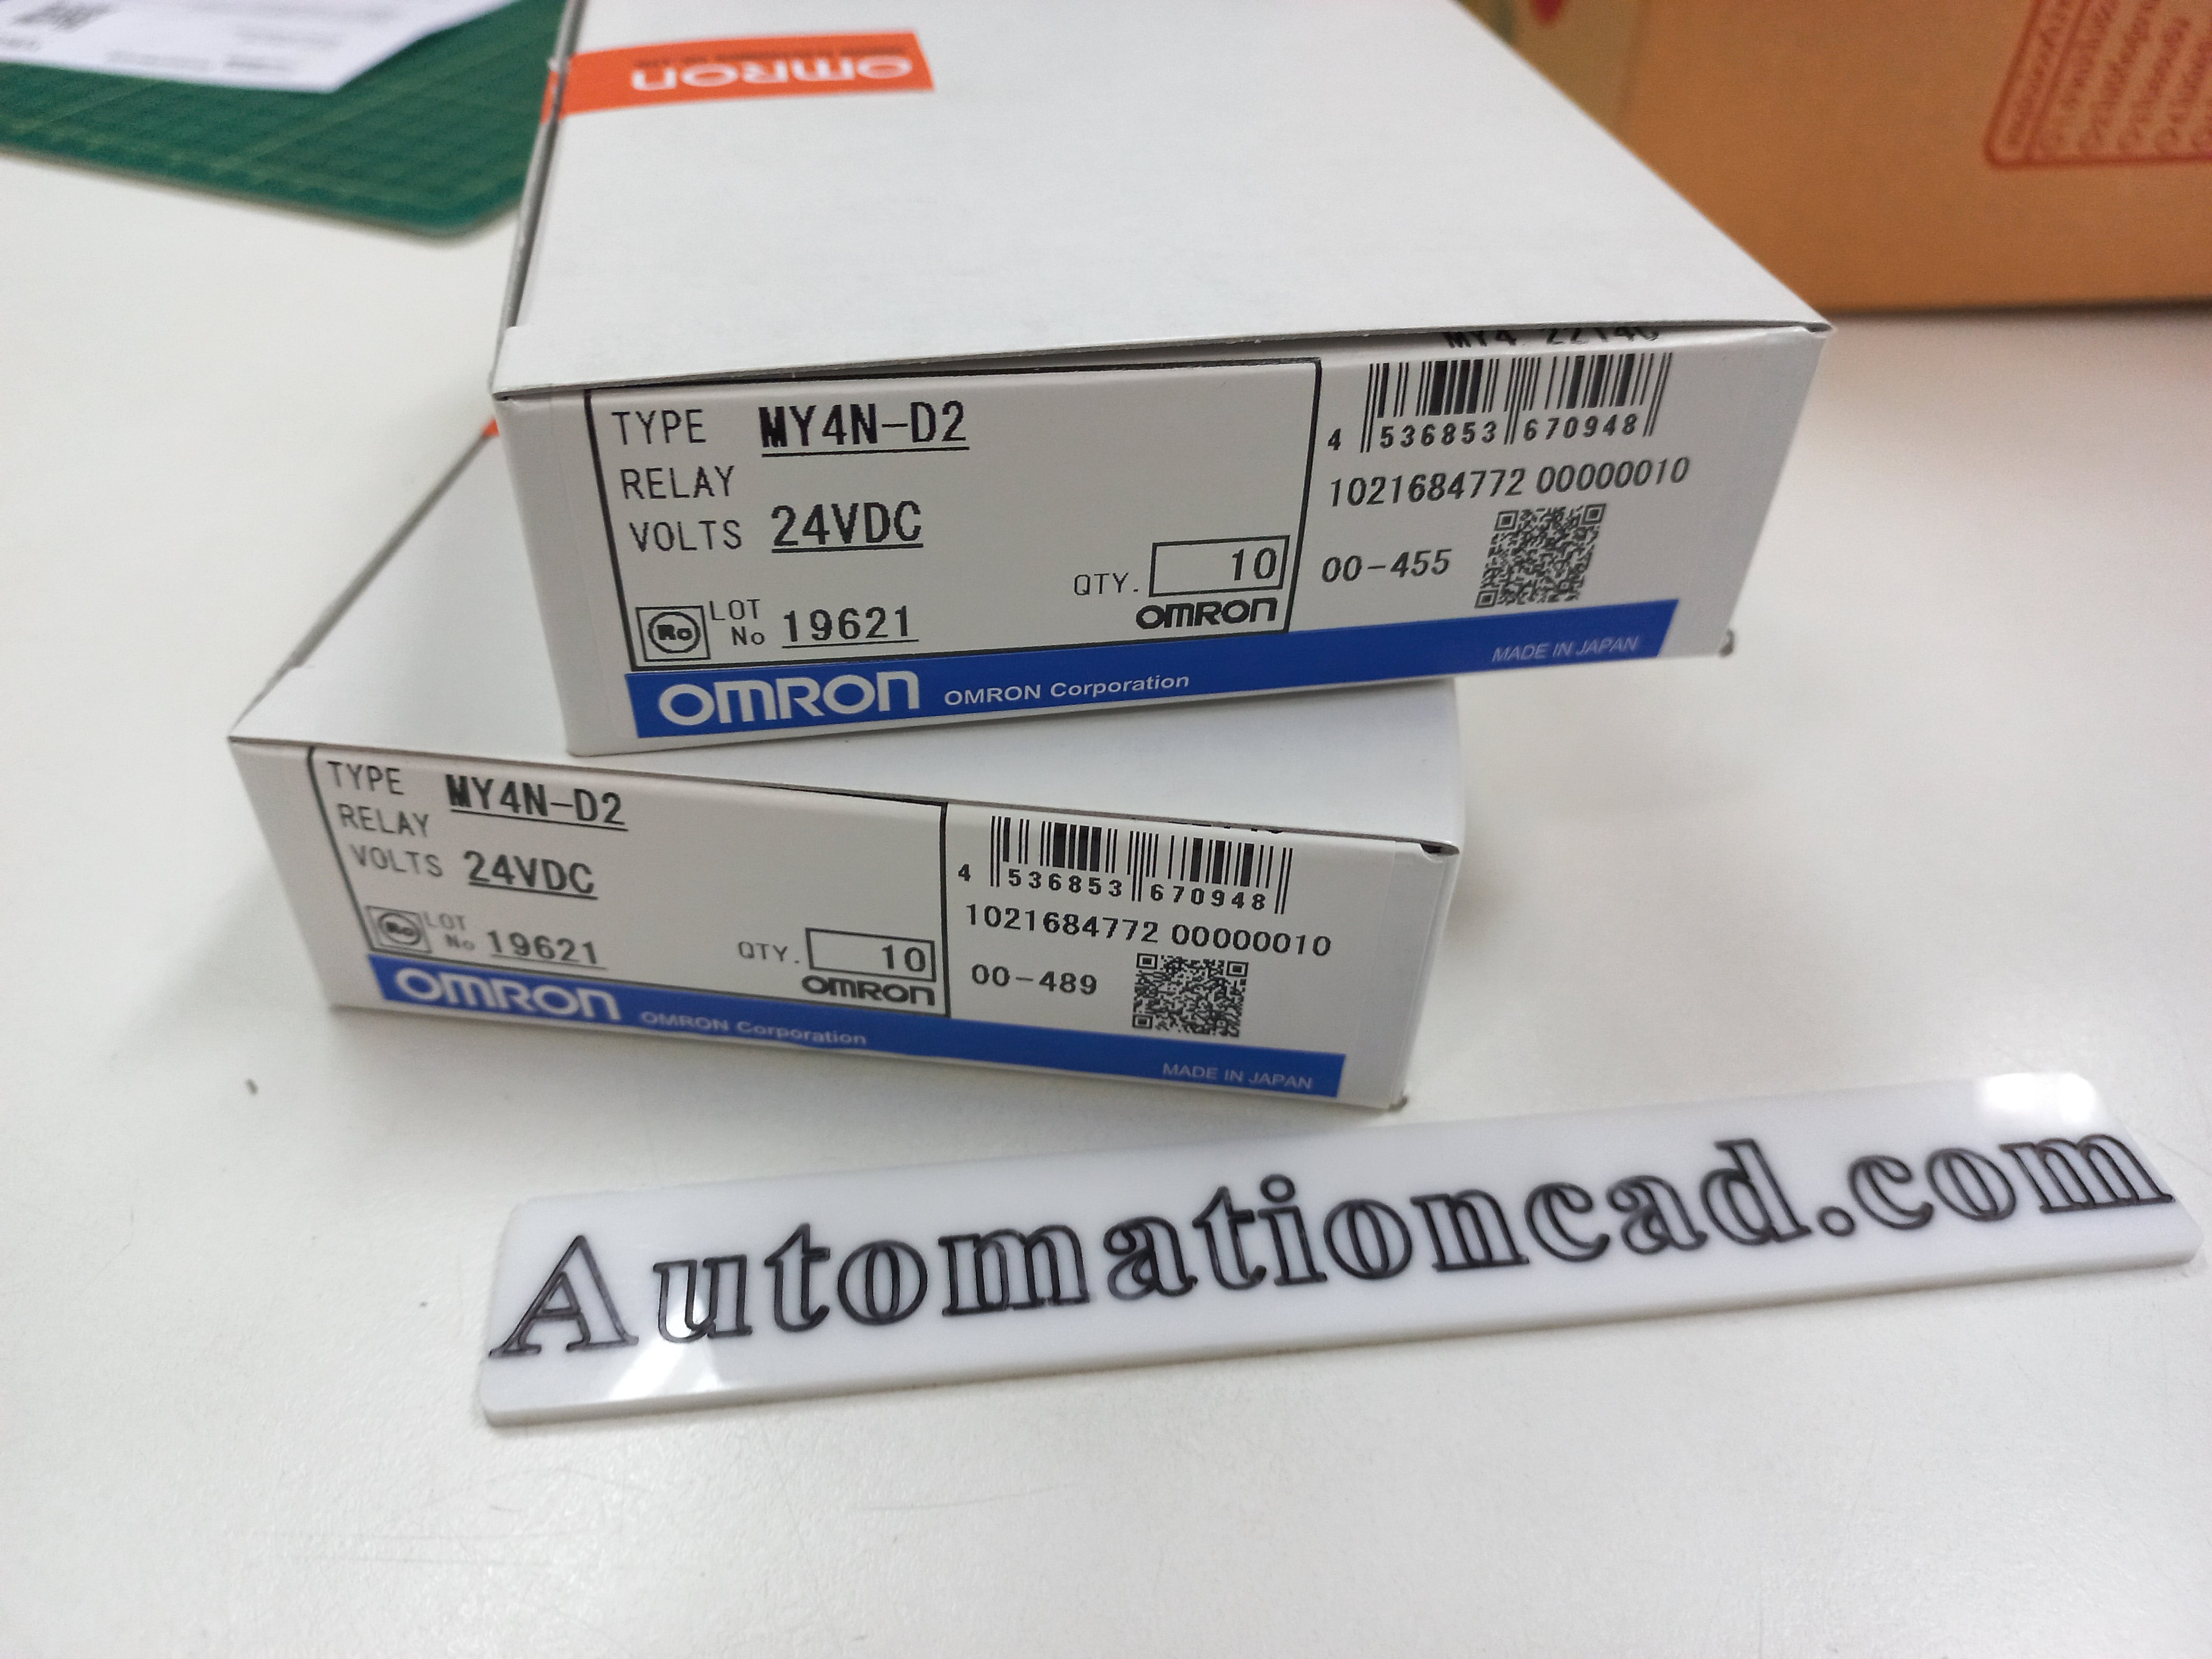 OMRON
TYPE MY4N-D2
RELAY
VOLTS 24VDC
QTY. 10
OMRON
LOT
No 19621
4 536853 670948
1021684772 00000010
00-455
OMRON OMRON Corporation MADE IN JAPAN
TYPE MY4N-D2
RELAY
VOLTS 24VDC
LOT
No 19621
QTY. 10
OMRON
4 536853 670948
1021684772 00000010
00-489
OMRON OMRON Corporation MADE IN JAPAN
Automationcad.com